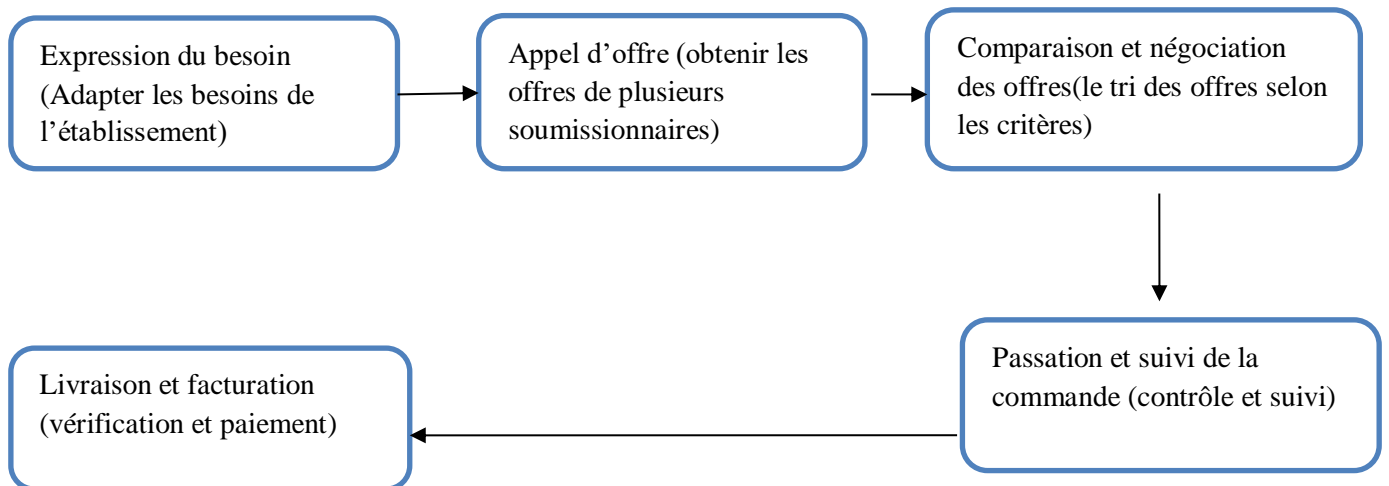 Expression du besoin
(Adapter les besoins de
l’établissement)
Appel d’offre (obtenir les
offres de plusieurs
soumissionnaires)
Comparaison et négociation
des offres(le tri des offres selon
les critères)
Passation et suivi de la
commande (contrôle et suivi)
Livraison et facturation
(vérification et paiement)